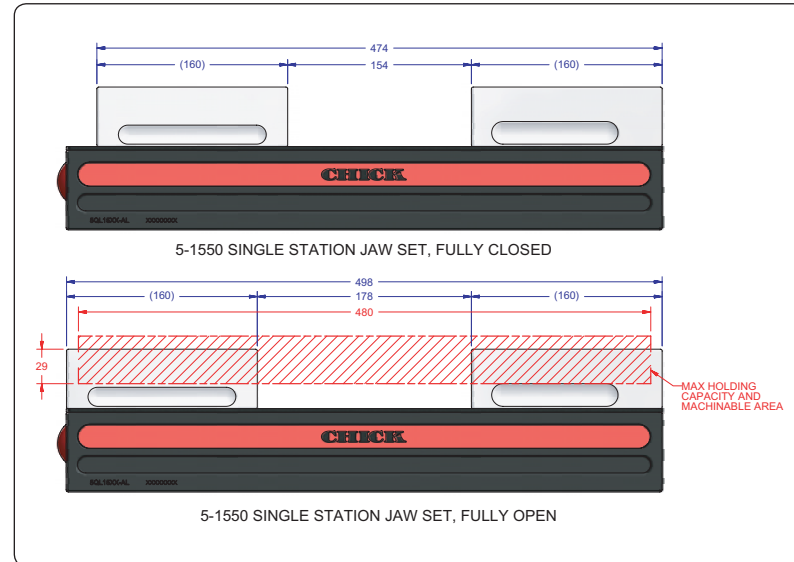 474
(160) 154 (160)
CHICK
5-1550 SINGLE STATION JAW SET, FULLY CLOSED
498
(160) 178 (160)
480
29
MAX HOLDING
CAPACITY AND
MACHINABLE AREA
CHICK
5-1550 SINGLE STATION JAW SET, FULLY OPEN